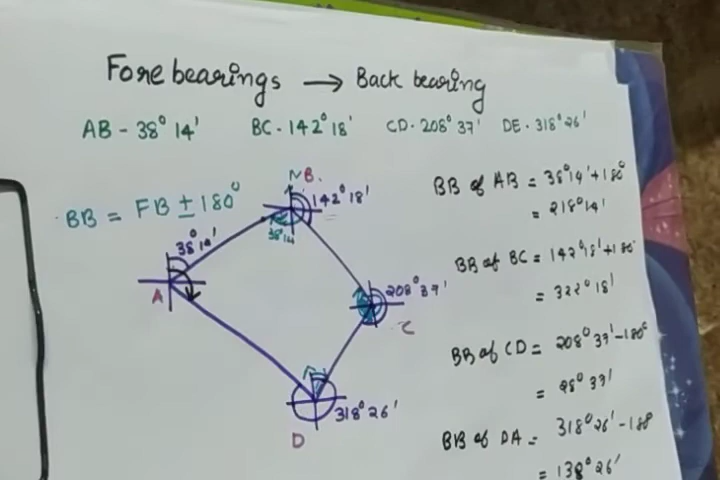 Fore bearings → Back bearing
AB - 38° 14' BC - 142° 18' CD - 208° 37' DE - 318° 26'
BB = FB ± 180°
N B.
142° 18'
38° 14'
38° 14
A
208° 37'
C
318° 26'
D
BB of AB = 38° 14' + 180°
= 218° 14'
BB of BC = 142° 18' + 180°
= 322° 18'
BB of CD = 208° 37' - 180°
= 28° 37'
BB of DA = 318° 26' - 180
= 138° 26'